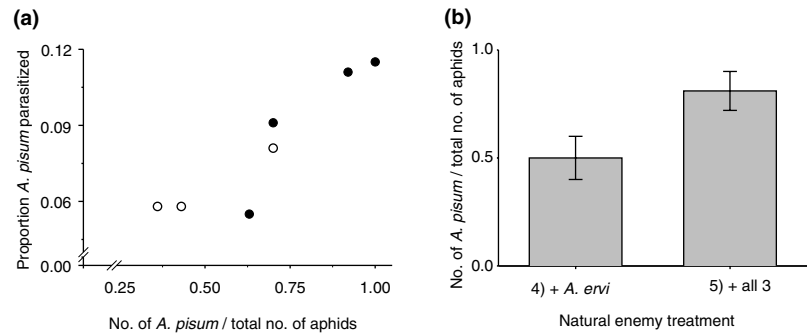 (a)
Proportion A. pisum parasitized
0.12
0.09
0.06
0.00
0.25
0.50
0.75
1.00
No. of A. pisum / total no. of aphids
(b)
No. of A. pisum / total no. of aphids
1.0
0.5
0.0
4) + A. ervi
5) + all 3
Natural enemy treatment